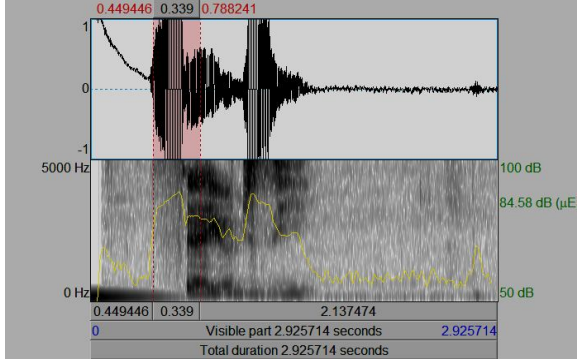 0.449446 0.339 0.788241
1
0
-1
5000 Hz 100 dB
84.58 dB (µE
0 Hz 50 dB
0.449446 0.339 2.137474
0 Visible part 2.925714 seconds 2.925714
Total duration 2.925714 seconds